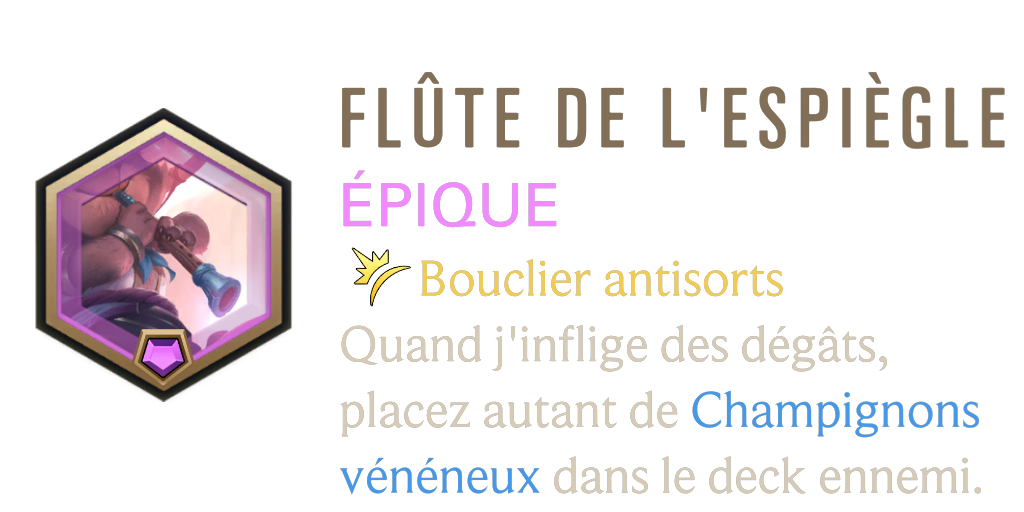 FLÛTE DE L'ESPIÈGLE
ÉPIQUE
Bouclier antisorts
Quand j'inflige des dégâts,
placez autant de Champignons
vénéneux dans le deck ennemi.